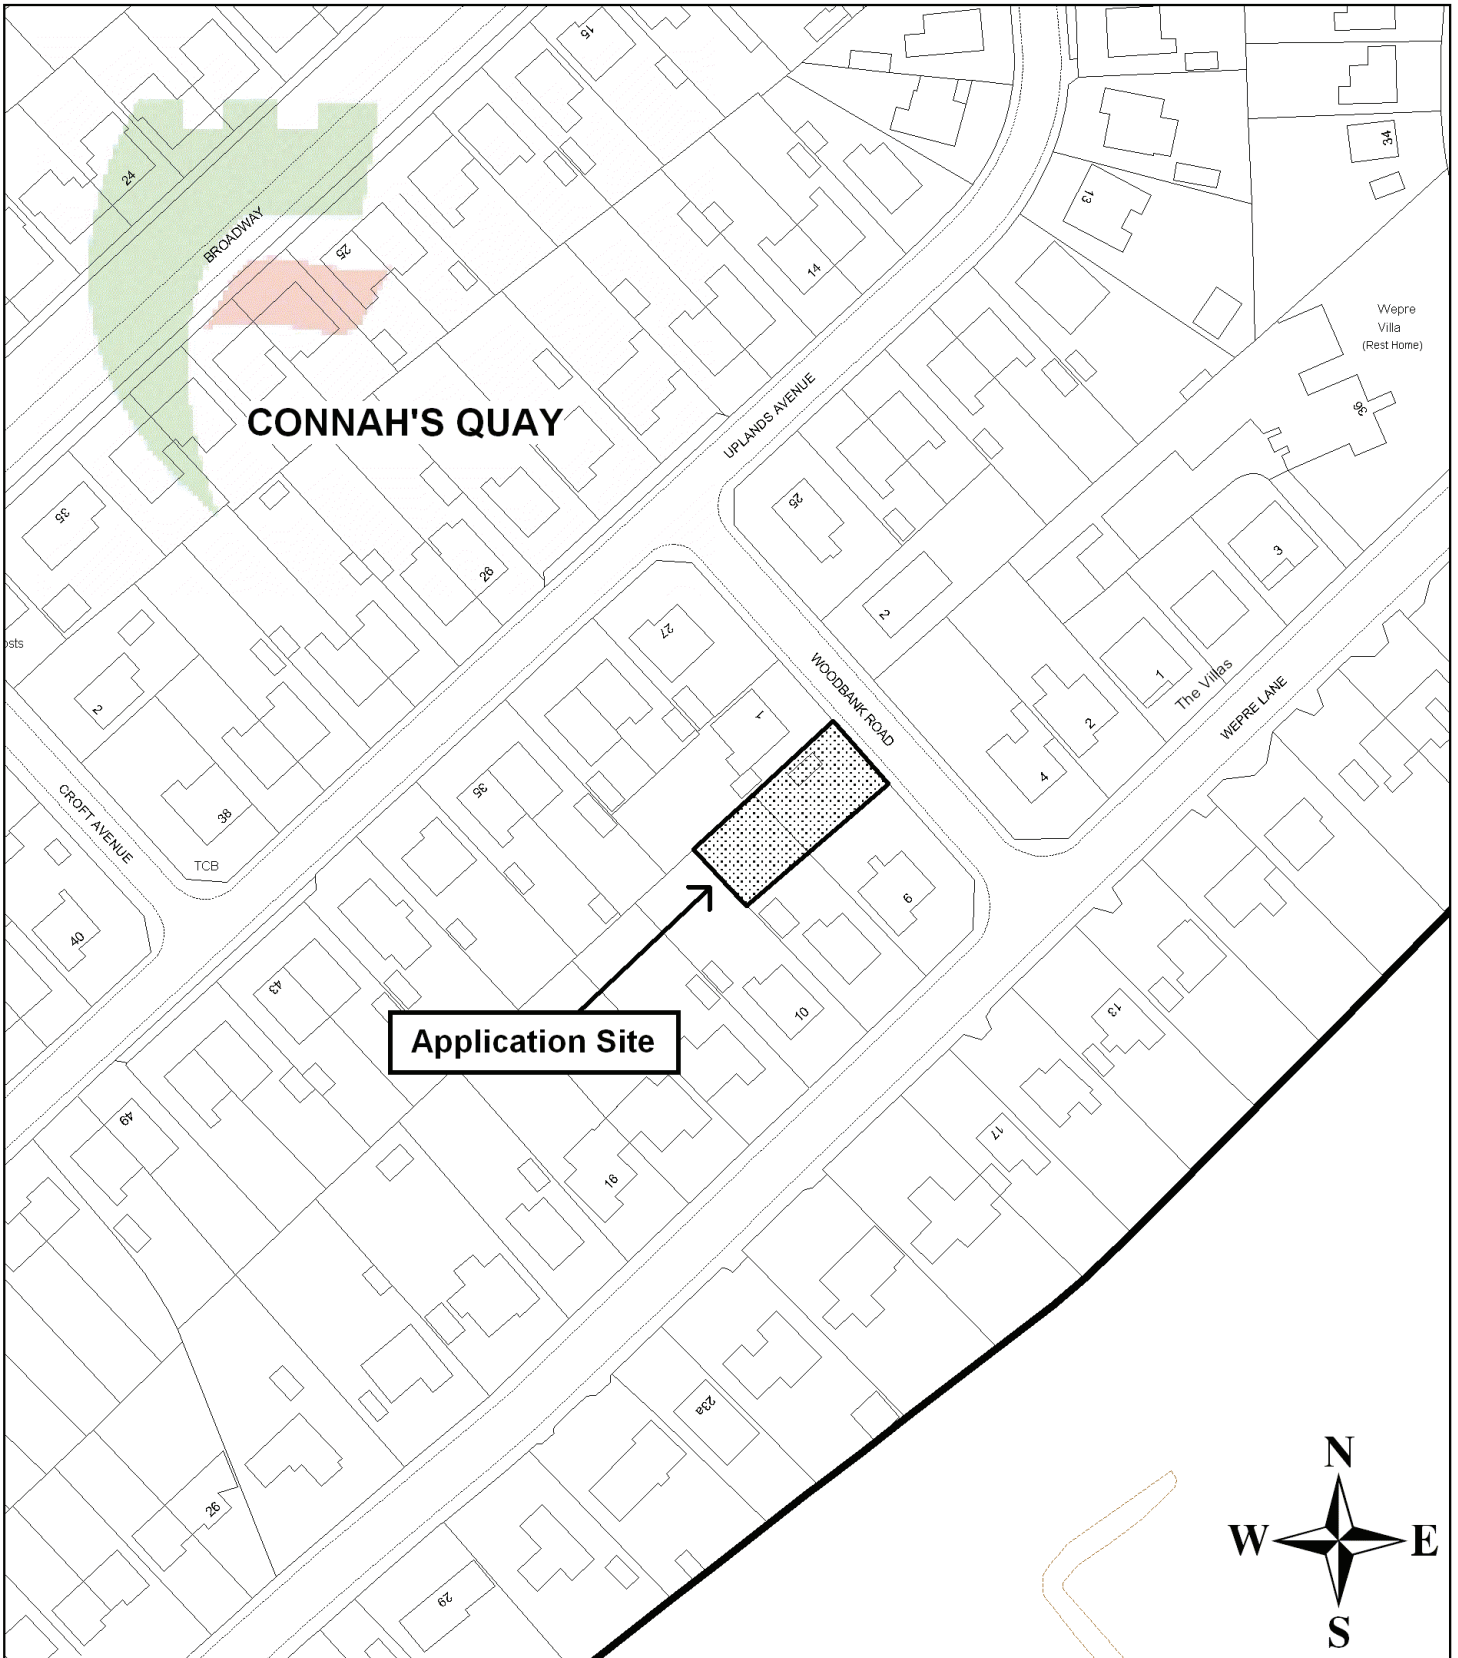 15
34
24
13
BROADWAY
25
14
Wepre
Villa
(Rest Home)
UPLANDS AVENUE
36
CONNAH'S QUAY
25
35
3
26
2
27
osts
WOODBANK ROAD
1
The Villas
WEPRE LANE
2
1
2
4
35
38
CROFT AVENUE
TCB
6
40
43
10
13
Application Site
49
17
16
23a
26
29
N
W E
S